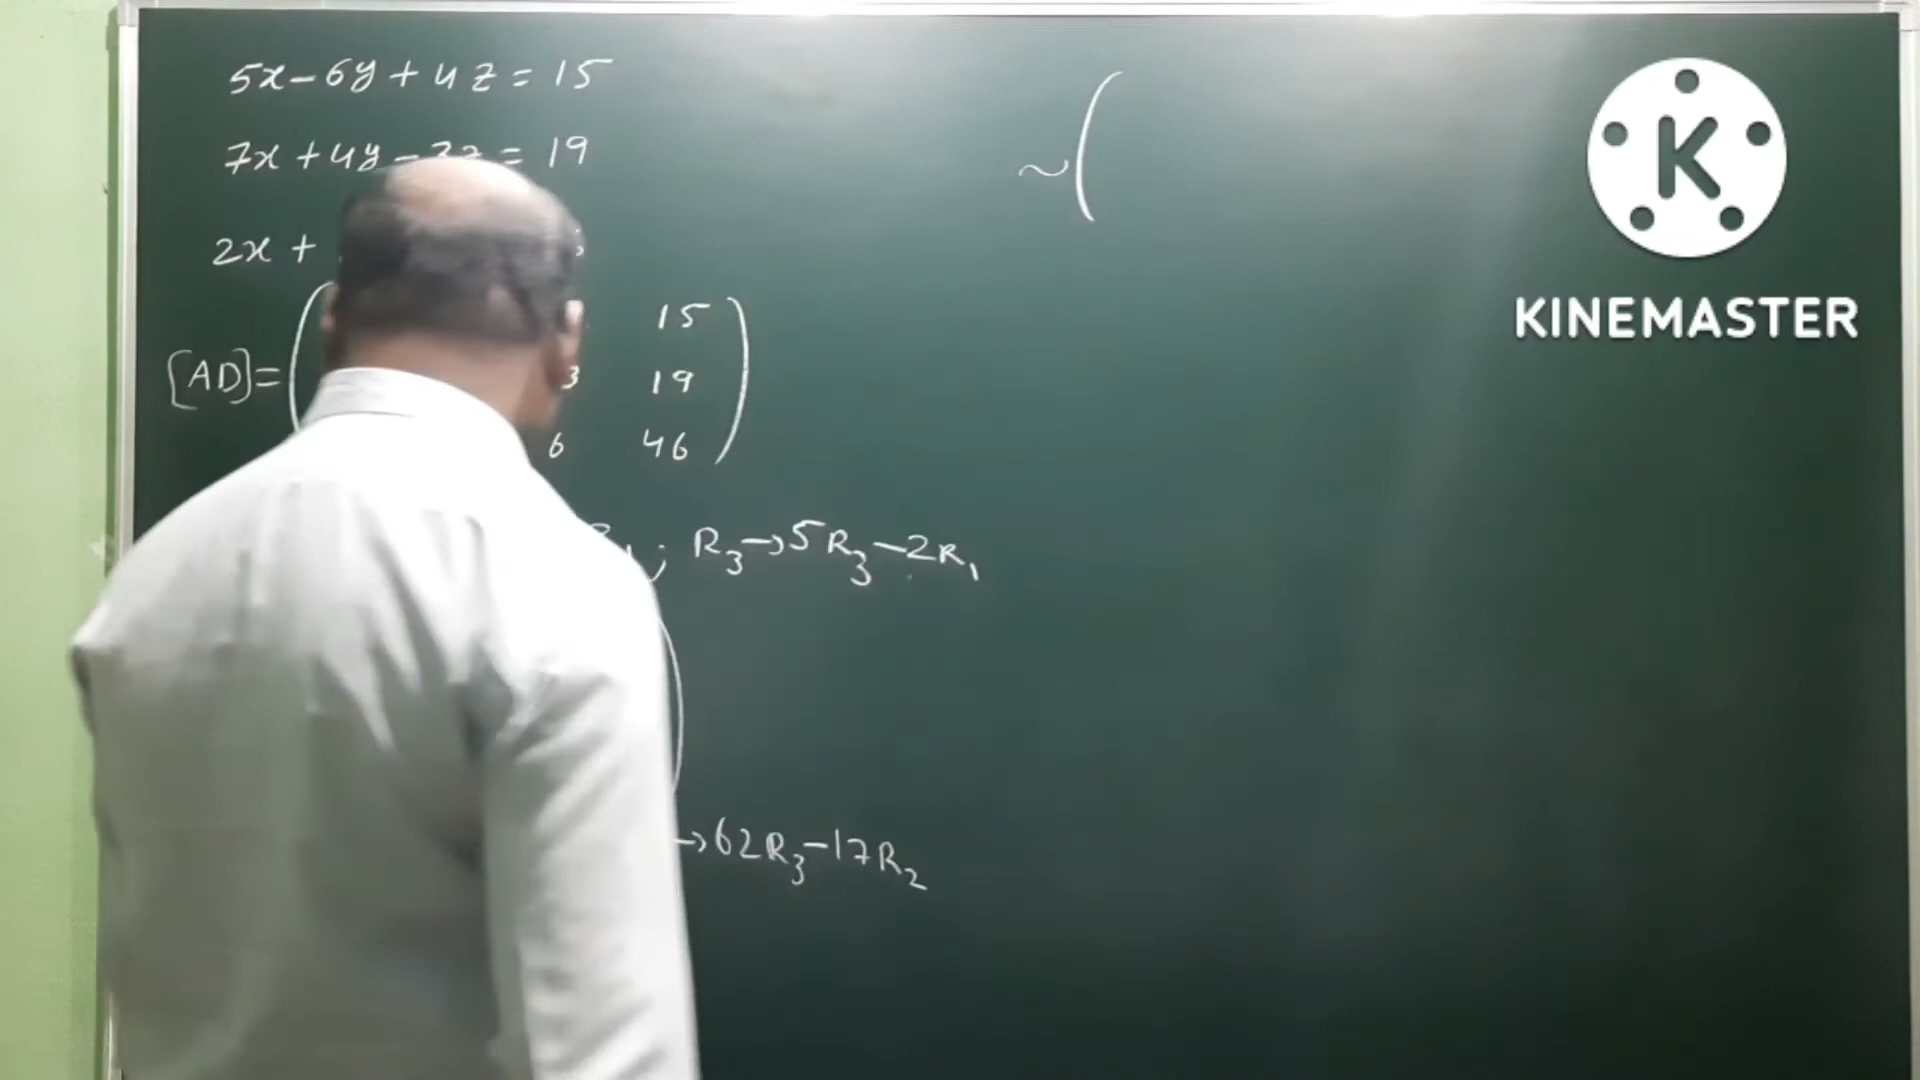 5x-6y+4z=15
7x+4y-3z=19
2x+
[AD]=
15
3 19
6 46
; R3→5R3-2R1
→62R3-17R2
~(
K
KINEMASTER